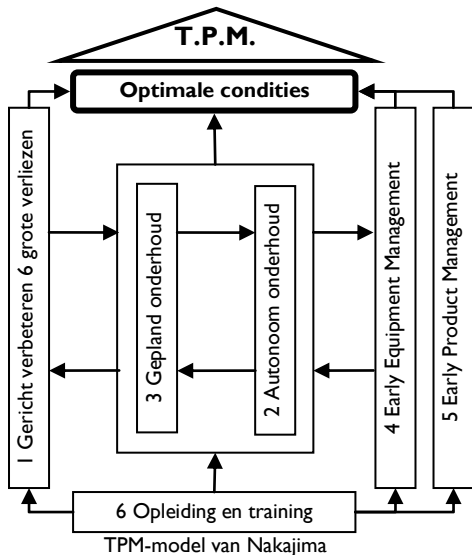 T.P.M.
Optimale condities
1 Gericht verbeteren 6 grote verliezen
3 Gepland onderhoud
2 Autonoom onderhoud
4 Early Equipment Management
5 Early Product Management
6 Opleiding en training
TPM-model van Nakajima